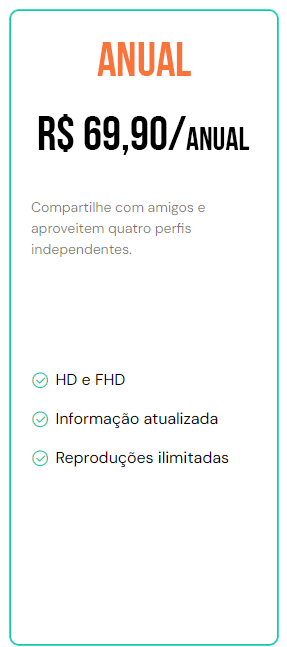 ANUAL
R$ 69,90/ANUAL
Compartilhe com amigos e
aproveitem quatro perfis
independentes.
HD e FHD
Informação atualizada
Reproduções ilimitadas